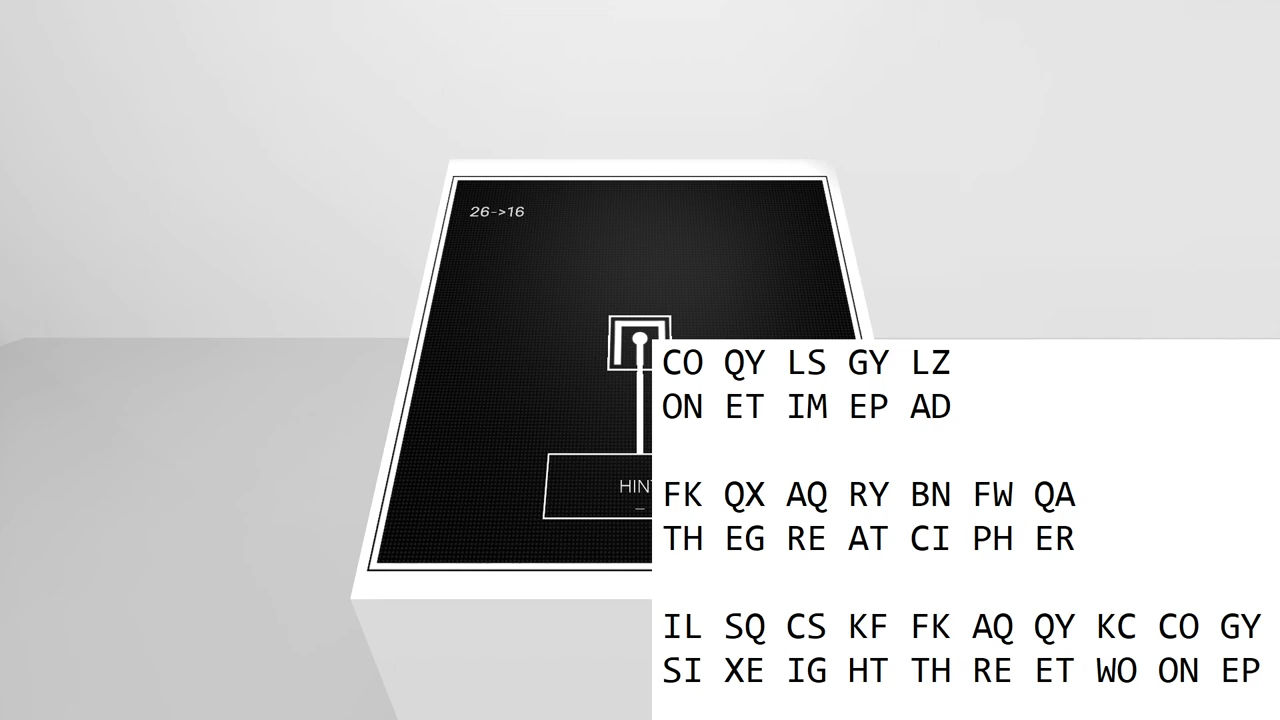 26->16
CO QY LS GY LZ
ON ET IM EP AD
FK QX AQ RY BN FW QA
TH EG RE AT CI PH ER
IL SQ CS KF FK AQ QY KC CO GY
SI XE IG HT TH RE ET WO ON EP